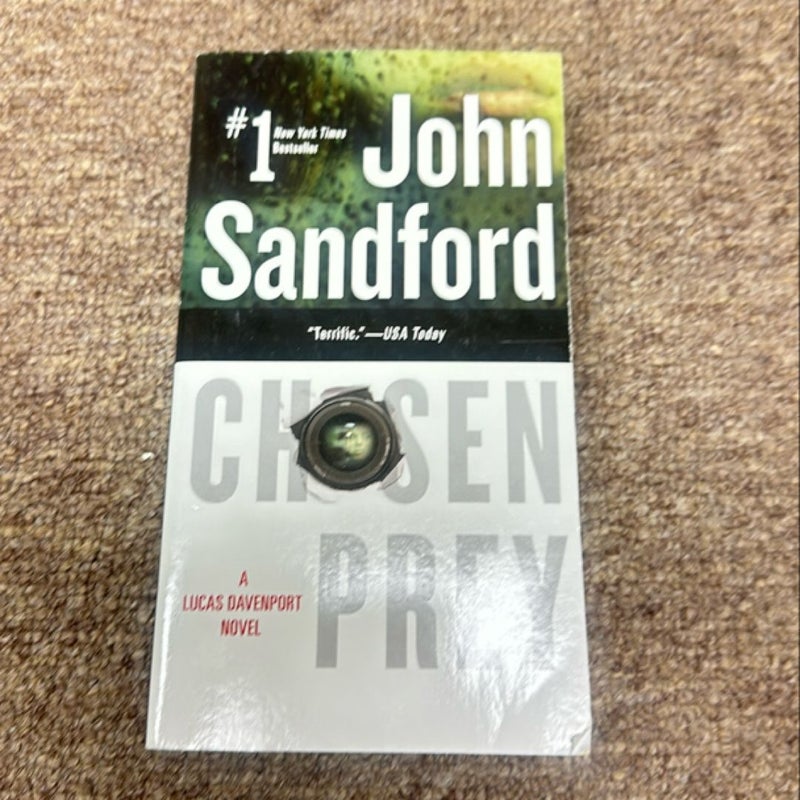 #1 New York Times
Bestseller
John
Sandford
"Terrific."—USA Today
CHOSEN
PREY
A
LUCAS DAVENPORT
NOVEL